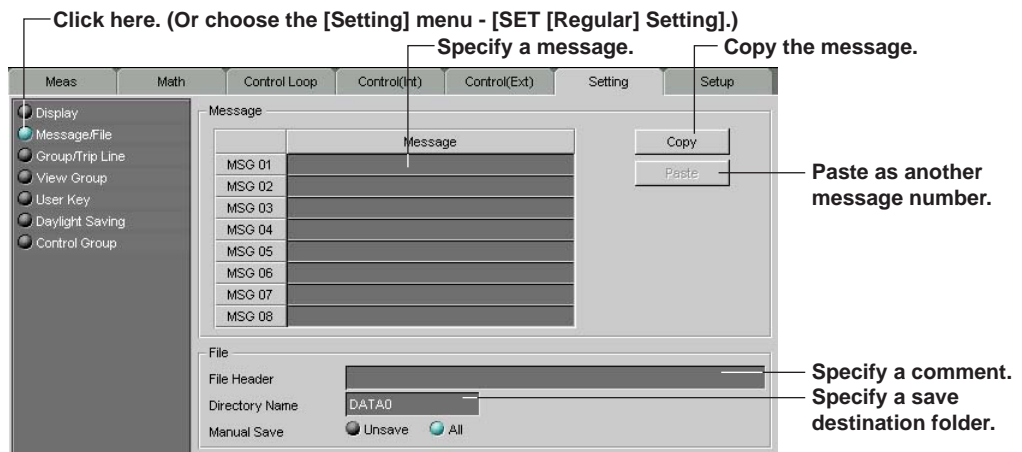 Click here. (Or choose the [Setting] menu - [SET [Regular] Setting].)
Specify a message.
Copy the message.
Meas
Math
Control Loop
Control(Int)
Control(Ext)
Setting
Setup
Display
Message/File
Group/Trip Line
View Group
User Key
Daylight Saving
Control Group
Message
Message
MSG 01
MSG 02
MSG 03
MSG 04
MSG 05
MSG 06
MSG 07
MSG 08
Copy
Paste
Paste as another
message number.
File
File Header
Directory Name
DATA0
Manual Save
Unsave
All
Specify a comment.
Specify a save
destination folder.